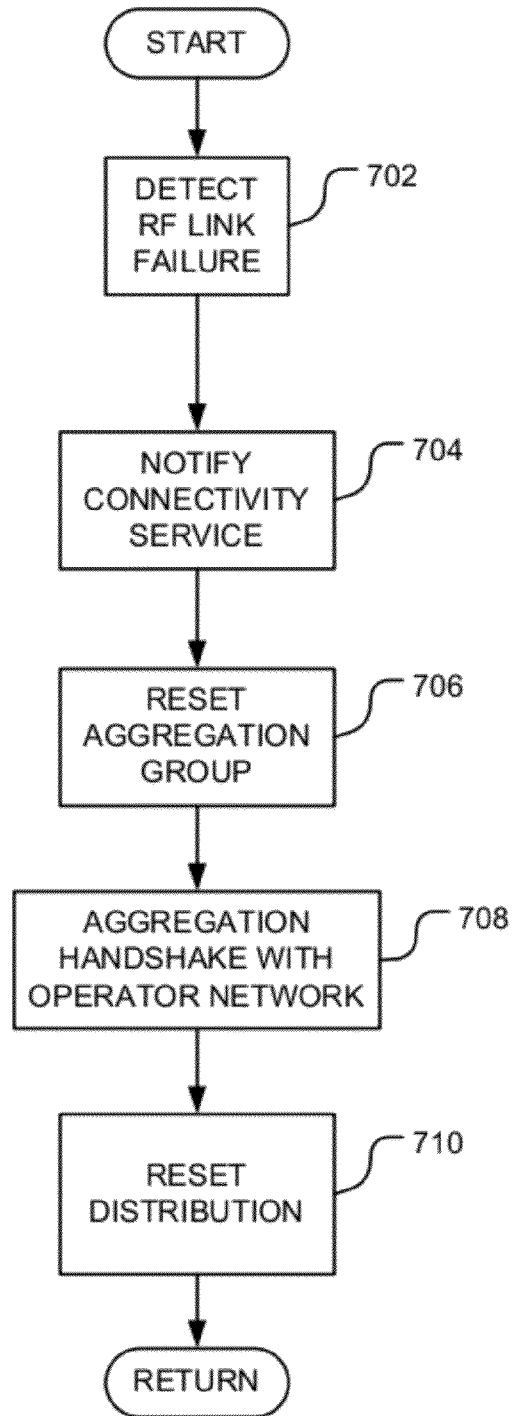 START
DETECT
RF LINK
FAILURE
702
NOTIFY
CONNECTIVITY
SERVICE
704
RESET
AGGREGATION
GROUP
706
AGGREGATION
HANDSHAKE WITH
OPERATOR NETWORK
708
RESET
DISTRIBUTION
710
RETURN